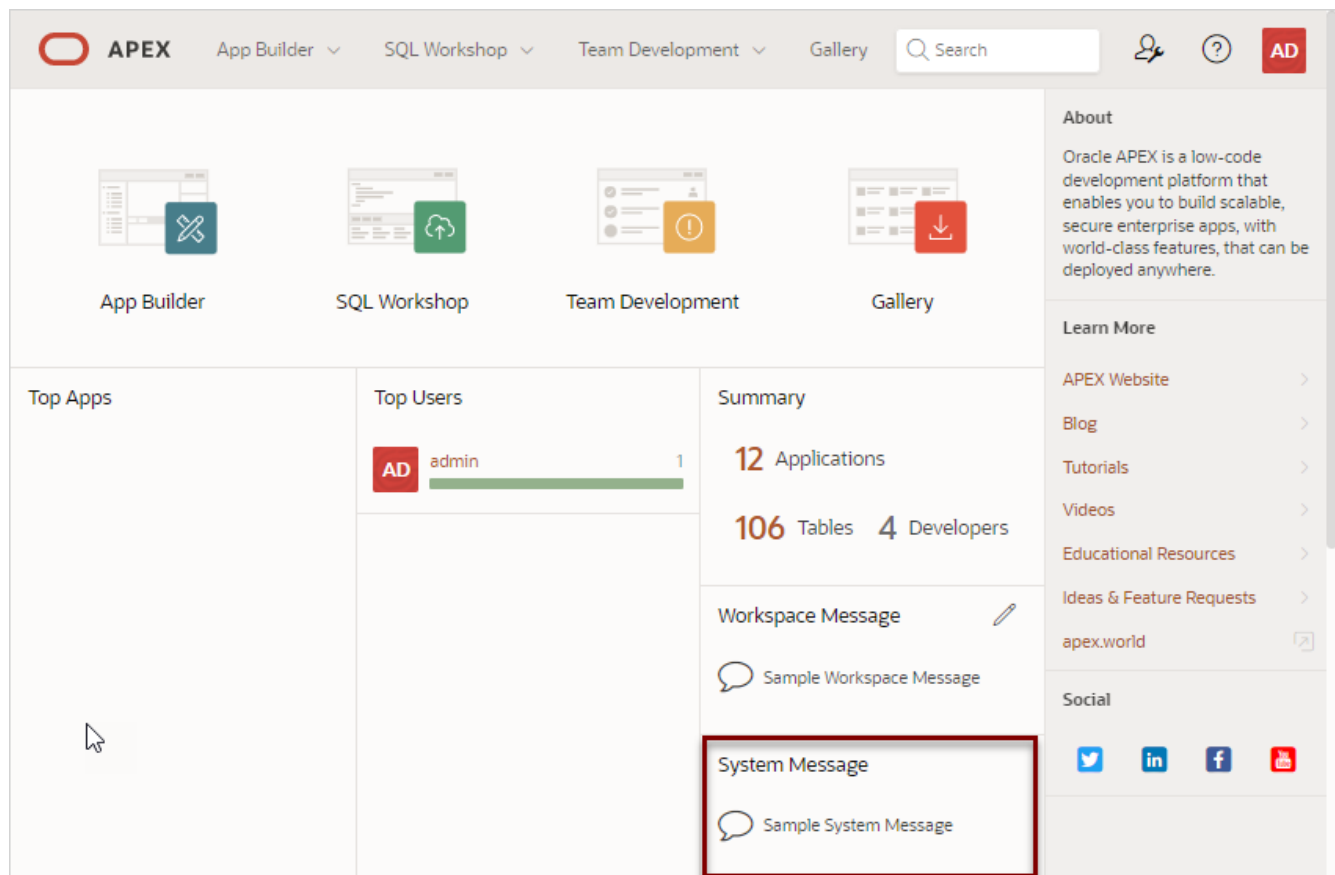 APEX
App Builder
SQL Workshop
Team Development
Gallery
Search
AD
App Builder
SQL Workshop
Team Development
Gallery
Top Apps
Top Users
AD
admin
1
Summary
12 Applications
106 Tables
4 Developers
Workspace Message
Sample Workspace Message
System Message
Sample System Message
About
Oracle APEX is a low-code
development platform that
enables you to build scalable,
secure enterprise apps, with
world-class features, that can be
deployed anywhere.
Learn More
APEX Website
Blog
Tutorials
Videos
Educational Resources
Ideas & Feature Requests
apex.world
Social